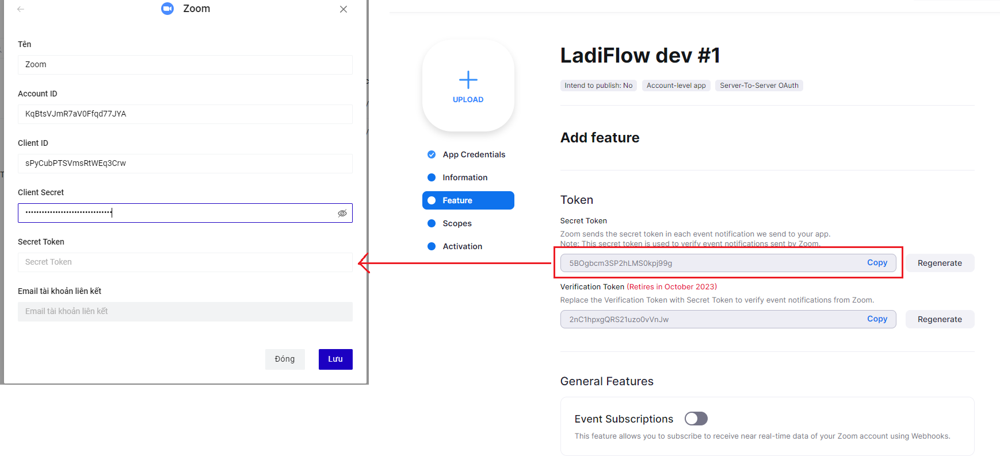 Zoom
Tên
Zoom
Account ID
KqBtsVJmR7aV0Ffqd77JYA
Client ID
sPyCubPTSVmsRtWEq3Crw
Client Secret
Secret Token
Secret Token
Email tài khoản liên kết
Email tài khoản liên kết
Đóng
Lưu
UPLOAD
App Credentials
Information
Feature
Scopes
Activation
LadiFlow dev #1
Intend to publish: No
Account-level app
Server-To-Server OAuth
Add feature
Token
Secret Token
Zoom sends the secret token in each event notification we send to your app.
Note: This secret token is used to verify event notifications sent by Zoom.
5BOgbcm3SP2hLMS0kpj99g
Copy
Regenerate
Verification Token (Retires in October 2023)
Replace the Verification Token with Secret Token to verify event notifications from Zoom.
2nC1hpxgQRS21uzo0vVnJw
Copy
Regenerate
General Features
Event Subscriptions
This feature allows you to subscribe to receive near real-time data of your Zoom account using Webhooks.